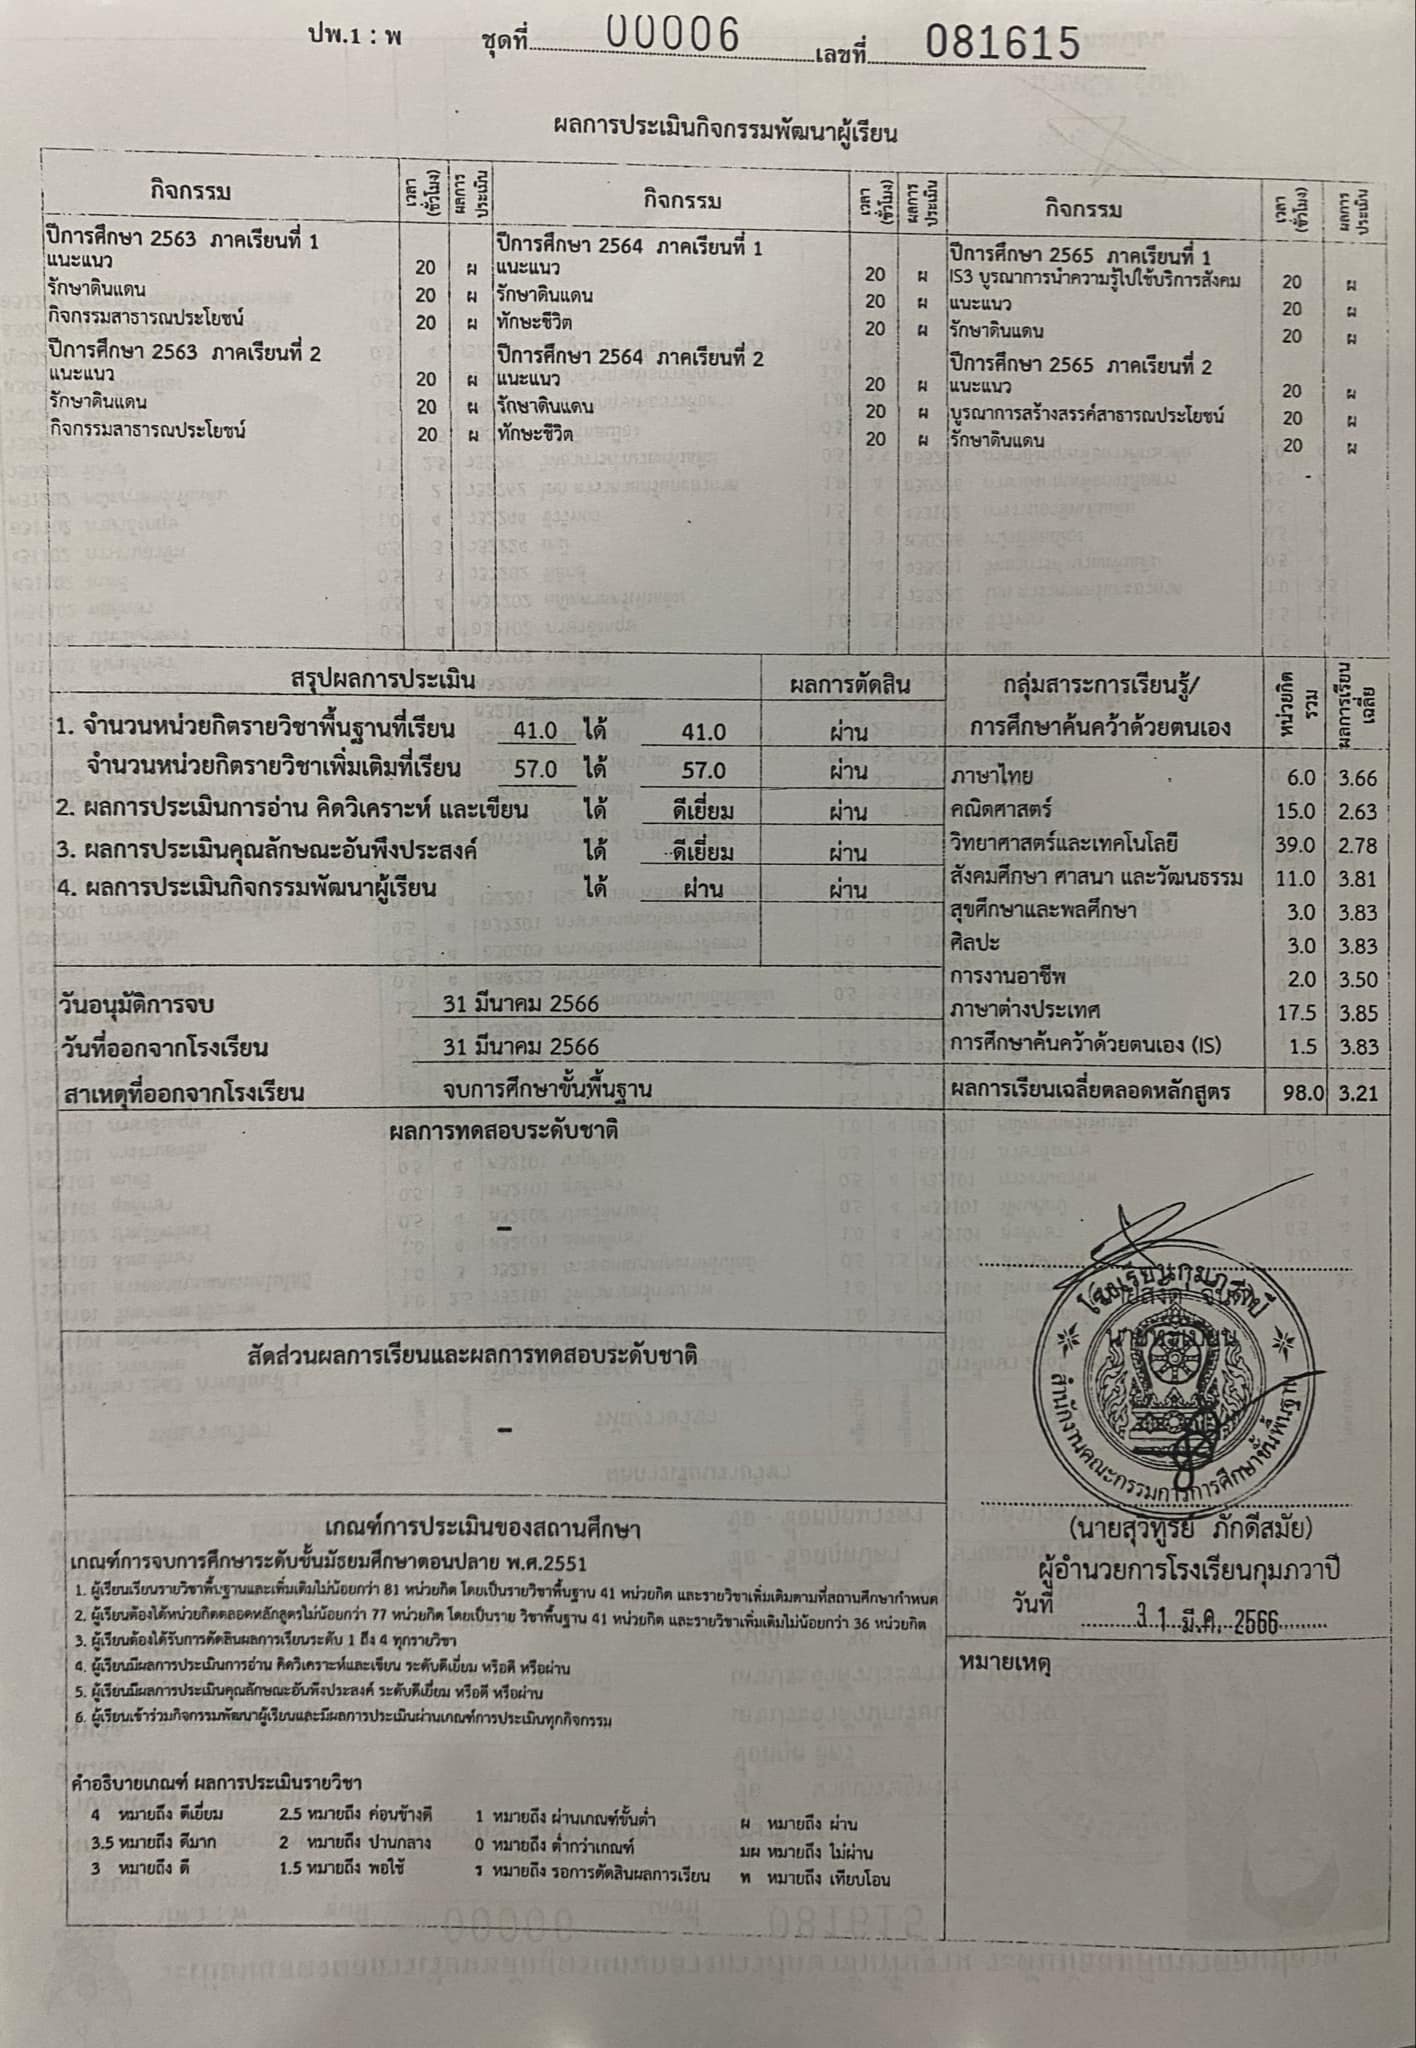 ปพ.1 : พ ชุดที่ 00006 เลขที่ 081615
ผลการประเมินกิจกรรมพัฒนาผู้เรียน
กิจกรรม เวลา (ชั่วโมง) ผลการประเมิน กิจกรรม เวลา (ชั่วโมง) ผลการประเมิน กิจกรรม เวลา (ชั่วโมง) ผลการประเมิน
ปีการศึกษา 2563 ภาคเรียนที่ 1
แนะแนว 20 ผ
รักษาดินแดน 20 ผ
กิจกรรมสาธารณประโยชน์ 20 ผ
ปีการศึกษา 2563 ภาคเรียนที่ 2
แนะแนว 20 ผ
รักษาดินแดน 20 ผ
กิจกรรมสาธารณประโยชน์ 20 ผ
ปีการศึกษา 2564 ภาคเรียนที่ 1
แนะแนว 20 ผ
รักษาดินแดน 20 ผ
ทักษะชีวิต 20 ผ
ปีการศึกษา 2564 ภาคเรียนที่ 2
แนะแนว 20 ผ
รักษาดินแดน 20 ผ
ทักษะชีวิต 20 ผ
ปีการศึกษา 2565 ภาคเรียนที่ 1
IS3 บูรณาการนำความรู้ไปใช้บริการสังคม 20 ผ
แนะแนว 20 ผ
รักษาดินแดน 20 ผ
ปีการศึกษา 2565 ภาคเรียนที่ 2
แนะแนว 20 ผ
บูรณาการสร้างสรรค์สาธารณประโยชน์ 20 ผ
รักษาดินแดน 20 ผ
สรุปผลการประเมิน ผลการตัดสิน
1. จำนวนหน่วยกิตรายวิชาพื้นฐานที่เรียน 41.0 ได้ 41.0 ผ่าน
จำนวนหน่วยกิตรายวิชาเพิ่มเติมที่เรียน 57.0 ได้ 57.0 ผ่าน
2. ผลการประเมินการอ่าน คิดวิเคราะห์ และเขียน ได้ ดีเยี่ยม ผ่าน
3. ผลการประเมินคุณลักษณะอันพึงประสงค์ ได้ ดีเยี่ยม ผ่าน
4. ผลการประเมินกิจกรรมพัฒนาผู้เรียน ได้ ผ่าน ผ่าน
วันอนุมัติการจบ 31 มีนาคม 2566
วันที่ออกจากโรงเรียน 31 มีนาคม 2566
สาเหตุที่ออกจากโรงเรียน จบการศึกษาขั้นพื้นฐาน
กลุ่มสาระการเรียนรู้/ หน่วยกิตรวม ผลการเรียนเฉลี่ย
การศึกษาค้นคว้าด้วยตนเอง
ภาษาไทย 6.0 3.66
คณิตศาสตร์ 15.0 2.63
วิทยาศาสตร์และเทคโนโลยี 39.0 2.78
สังคมศึกษา ศาสนา และวัฒนธรรม 11.0 3.81
สุขศึกษาและพลศึกษา 3.0 3.83
ศิลปะ 3.0 3.83
การงานอาชีพ 2.0 3.50
ภาษาต่างประเทศ 17.5 3.85
การศึกษาค้นคว้าด้วยตนเอง (IS) 1.5 3.83
ผลการเรียนเฉลี่ยตลอดหลักสูตร 98.0 3.21
ผลการทดสอบระดับชาติ
-
สัดส่วนผลการเรียนและผลการทดสอบระดับชาติ
-
โรงเรียนกุมภวาปี
นายทะเบียน
สำนักงานคณะกรรมการการศึกษาขั้นพื้นฐาน
(นายสุวิทูรย์ ภักดีสมัย)
ผู้อำนวยการโรงเรียนกุมภวาปี
วันที่ 31 มี.ค. 2566
หมายเหตุ
เกณฑ์การประเมินของสถานศึกษา
เกณฑ์การจบการศึกษาระดับชั้นมัธยมศึกษาตอนปลาย พ.ศ.2551
1. ผู้เรียนเรียนรายวิชาพื้นฐานและเพิ่มเติมไม่น้อยกว่า 81 หน่วยกิต โดยเป็นรายวิชาพื้นฐาน 41 หน่วยกิต และรายวิชาเพิ่มเติมตามที่สถานศึกษากำหนด
2. ผู้เรียนต้องได้หน่วยกิตตลอดหลักสูตรไม่น้อยกว่า 77 หน่วยกิต โดยเป็นราย วิชาพื้นฐาน 41 หน่วยกิต และรายวิชาเพิ่มเติมไม่น้อยกว่า 36 หน่วยกิต
3. ผู้เรียนต้องได้รับการตัดสินผลการเรียนระดับ 1 ถึง 4 ทุกรายวิชา
4. ผู้เรียนมีผลการประเมินการอ่าน คิดวิเคราะห์และเขียน ระดับดีเยี่ยม หรือดี หรือผ่าน
5. ผู้เรียนมีผลการประเมินคุณลักษณะอันพึงประสงค์ ระดับดีเยี่ยม หรือดี หรือผ่าน
6. ผู้เรียนเข้าร่วมกิจกรรมพัฒนาผู้เรียนและมีผลการประเมินผ่านเกณฑ์การประเมินทุกกิจกรรม
คำอธิบายเกณฑ์ ผลการประเมินรายวิชา
4 หมายถึง ดีเยี่ยม 2.5 หมายถึง ค่อนข้างดี 1 หมายถึง ผ่านเกณฑ์ขั้นต่ำ ผ หมายถึง ผ่าน
3.5 หมายถึง ดีมาก 2 หมายถึง ปานกลาง 0 หมายถึง ต่ำกว่าเกณฑ์ มผ หมายถึง ไม่ผ่าน
3 หมายถึง ดี 1.5 หมายถึง พอใช้ ร หมายถึง รอการตัดสินผลการเรียน ท หมายถึง เทียบโอน